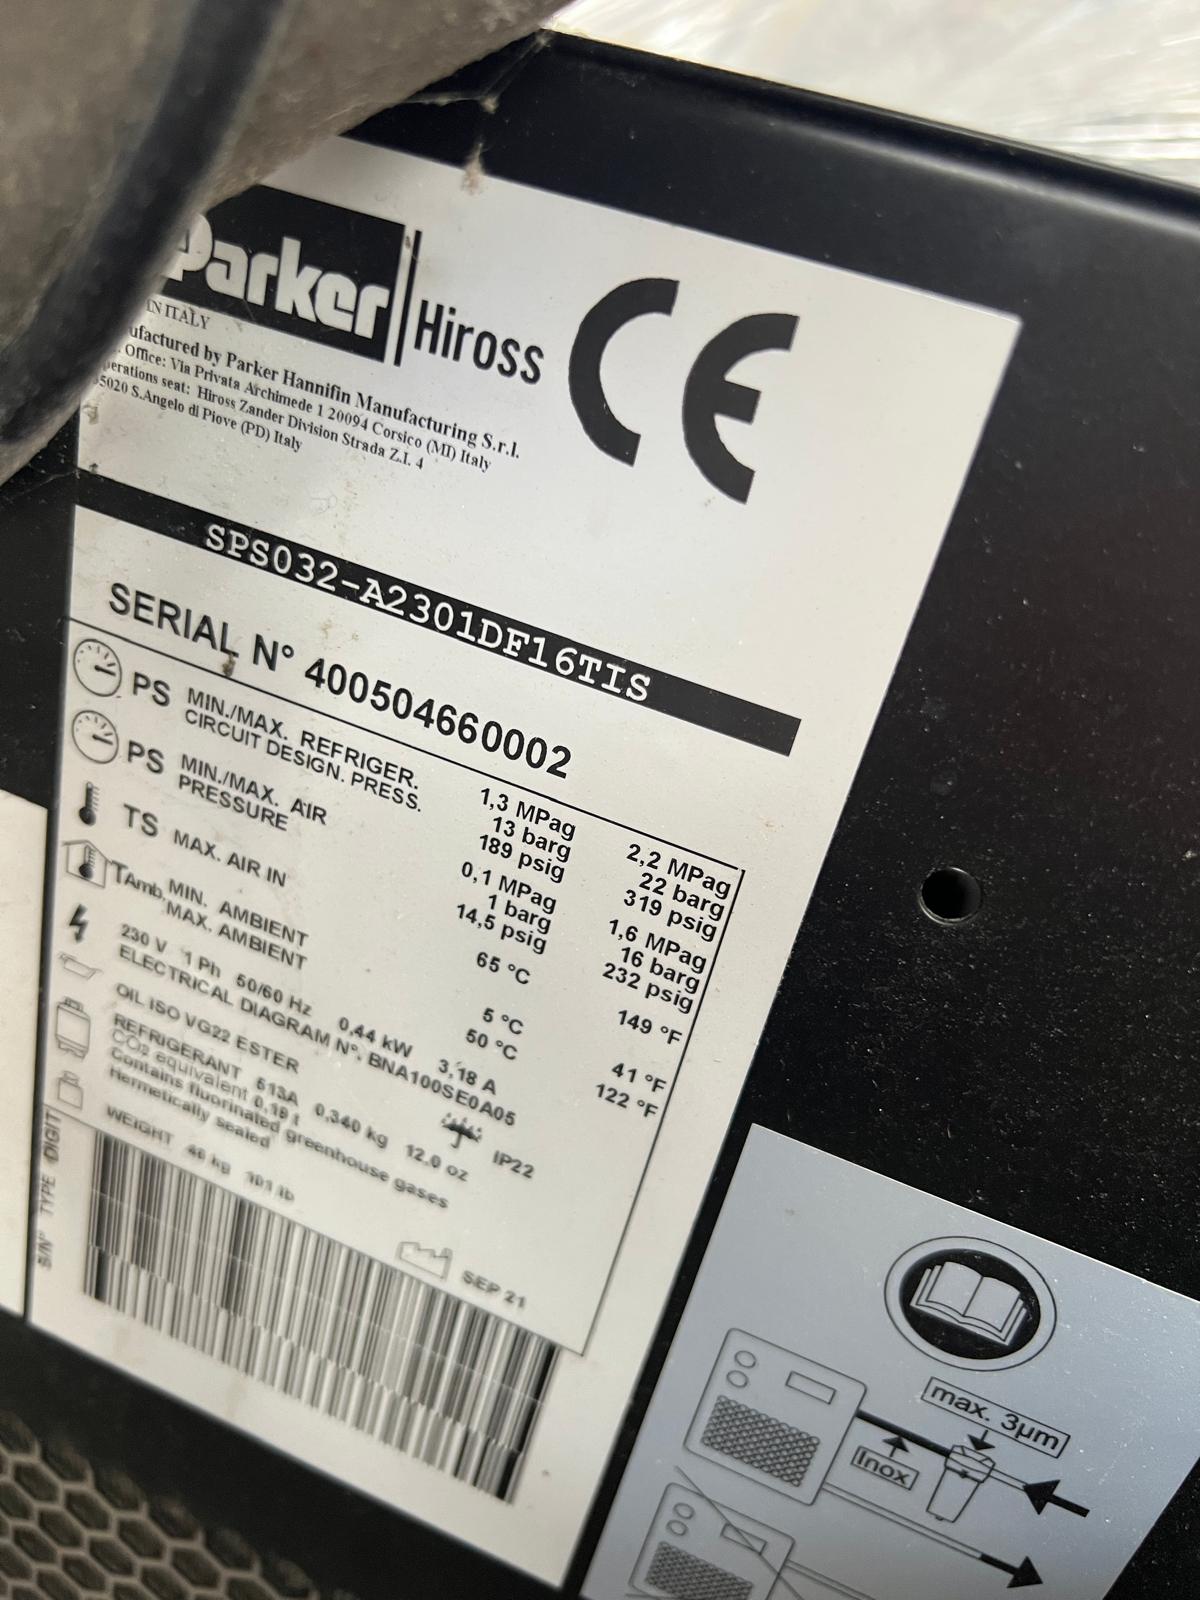 Parker Hiross
IN ITALY
ufactured by Parker Hannifin Manufacturing S.r.l.
. Office: Via Privata Archimede 1 20094 Corsico (MI) Italy
perations seat: Hiross Zander Division Strada Z.I. 4
35020 S.Angelo di Piove (PD) Italy
CE
SPS032-A2301DF16TIS
SERIAL N° 400504660002
PS MIN./MAX. REFRIGER. 1,3 MPag 2,2 MPag
CIRCUIT DESIGN. PRESS. 13 barg 22 barg
189 psig 319 psig
PS MIN./MAX. AIR 0,1 MPag 1,6 MPag
PRESSURE 1 barg 16 barg
14,5 psig 232 psig
TS MAX. AIR IN 65 °C 149 °F
TAmb. MIN. AMBIENT 5 °C 41 °F
MAX. AMBIENT 50 °C 122 °F
230 V 1 Ph 50/60 Hz 0,44 kW 3,18 A
ELECTRICAL DIAGRAM N°. BNA100SE0A05
OIL ISO VG22 ESTER IP22
REFRIGERANT 513A 0,340 kg 12.0 oz
CO2 equivalent 0,19 t
Contains fluorinated greenhouse gases
Hermetically sealed
WEIGHT 46 kg 101 lb
SEP 21
S/N° TYPE DIGIT
max. 3µm
Inox